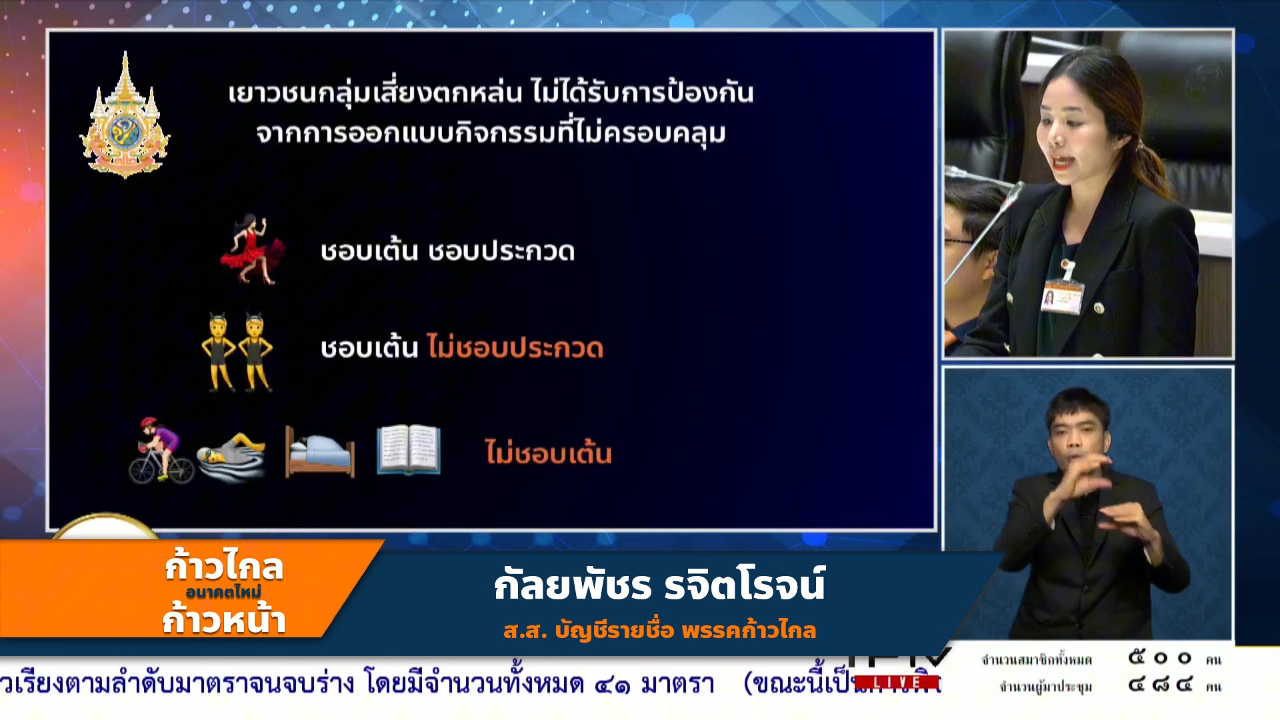 เยาวชนกลุ่มเสี่ยงตกหล่น ไม่ได้รับการป้องกัน
จากการออกแบบกิจกรรมที่ไม่ครอบคลุม
ชอบเต้น ชอบประกวด
ชอบเต้น ไม่ชอบประกวด
ไม่ชอบเต้น
ก้าวไกล
อนาคตใหม่
ก้าวหน้า
กัลยพัชร รจิตโรจน์
ส.ส. บัญชีรายชื่อ พรรคก้าวไกล
วเรียงตามลำดับมาตราจนจบร่าง โดยมีจำนวนทั้งหมด ๔๑ มาตรา (ขณะนี้เป็น
LIVE
จำนวนสมาชิกทั้งหมด ๕๐๐ คน
จำนวนผู้มาประชุม ๔๘๔ คน